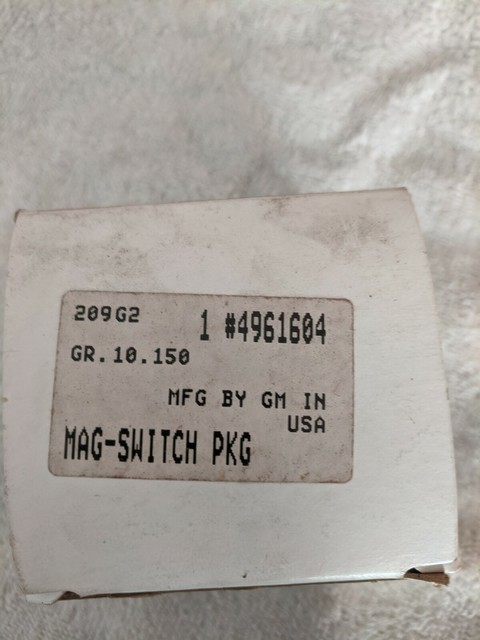 209G2 1 #4961604
GR.10.150
MFG BY GM IN
USA
MAG-SWITCH PKG